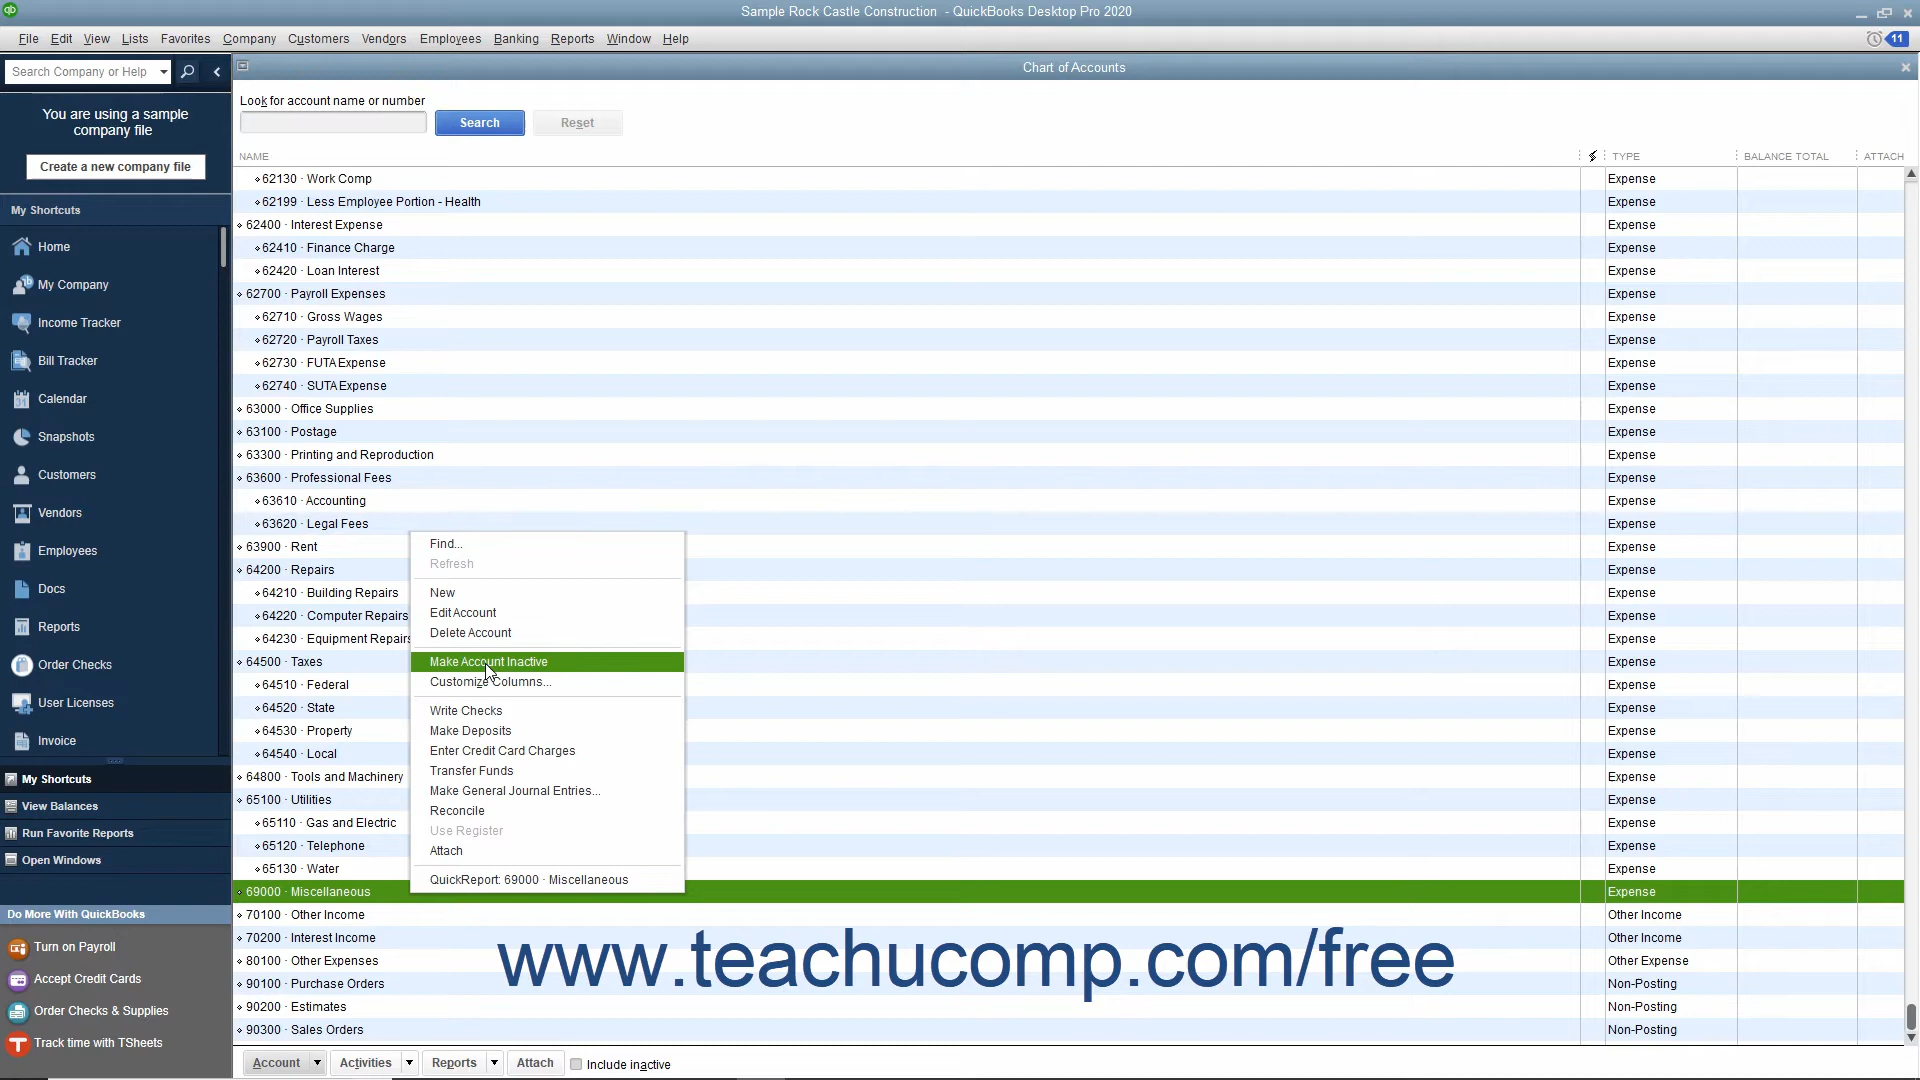 Sample Rock Castle Construction - QuickBooks Desktop Pro 2020
File Edit View Lists Favorites Company Customers Vendors Employees Banking Reports Window Help
11
Search Company or Help
You are using a sample
company file
Create a new company file
My Shortcuts
Home
My Company
Income Tracker
Bill Tracker
Calendar
Snapshots
Customers
Vendors
Employees
Docs
Reports
Order Checks
User Licenses
Invoice
My Shortcuts
View Balances
Run Favorite Reports
Open Windows
Do More With QuickBooks
Turn on Payroll
Accept Credit Cards
Order Checks & Supplies
Track time with TSheets
Chart of Accounts
Look for account name or number
Search Reset
NAME TYPE BALANCE TOTAL ATTACH
62130 · Work Comp Expense
62199 · Less Employee Portion - Health Expense
62400 · Interest Expense Expense
62410 · Finance Charge Expense
62420 · Loan Interest Expense
62700 · Payroll Expenses Expense
62710 · Gross Wages Expense
62720 · Payroll Taxes Expense
62730 · FUTA Expense Expense
62740 · SUTA Expense Expense
63000 · Office Supplies Expense
63100 · Postage Expense
63300 · Printing and Reproduction Expense
63600 · Professional Fees Expense
63610 · Accounting Expense
63620 · Legal Fees Expense
63900 · Rent Expense
64200 · Repairs Expense
64210 · Building Repairs Expense
64220 · Computer Repairs Expense
64230 · Equipment Repairs Expense
64500 · Taxes Expense
64510 · Federal Expense
64520 · State Expense
64530 · Property Expense
64540 · Local Expense
64800 · Tools and Machinery Expense
65100 · Utilities Expense
65110 · Gas and Electric Expense
65120 · Telephone Expense
65130 · Water Expense
69000 · Miscellaneous Expense
70100 · Other Income Other Income
70200 · Interest Income Other Income
80100 · Other Expenses Other Expense
90100 · Purchase Orders Non-Posting
90200 · Estimates Non-Posting
90300 · Sales Orders Non-Posting
Find...
Refresh
New
Edit Account
Delete Account
Make Account Inactive
Customize Columns...
Write Checks
Make Deposits
Enter Credit Card Charges
Transfer Funds
Make General Journal Entries...
Reconcile
Use Register
Attach
QuickReport: 69000 · Miscellaneous
www.teachucomp.com/free
Account Activities Reports Attach Include inactive